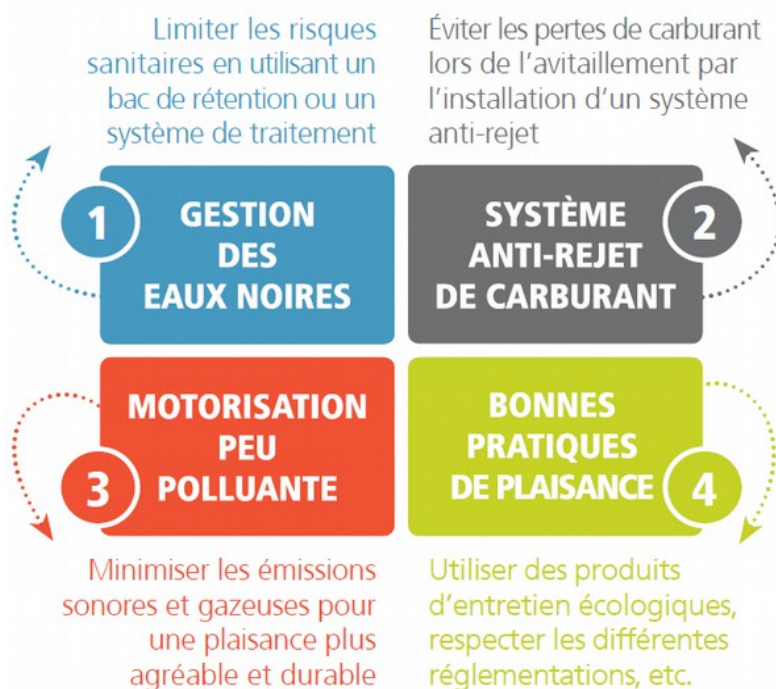 Limiter les risques
sanitaires en utilisant un
bac de rétention ou un
système de traitement
Éviter les pertes de carburant
lors de l'avitaillement par
l'installation d'un système
anti-rejet
1
GESTION
DES
EAUX NOIRES
SYSTÈME
ANTI-REJET
DE CARBURANT
2
MOTORISATION
PEU
POLLUANTE
3
BONNES
PRATIQUES
DE PLAISANCE
4
Minimiser les émissions
sonores et gazeuses pour
une plaisance plus
agréable et durable
Utiliser des produits
d'entretien écologiques,
respecter les différentes
réglementations, etc.